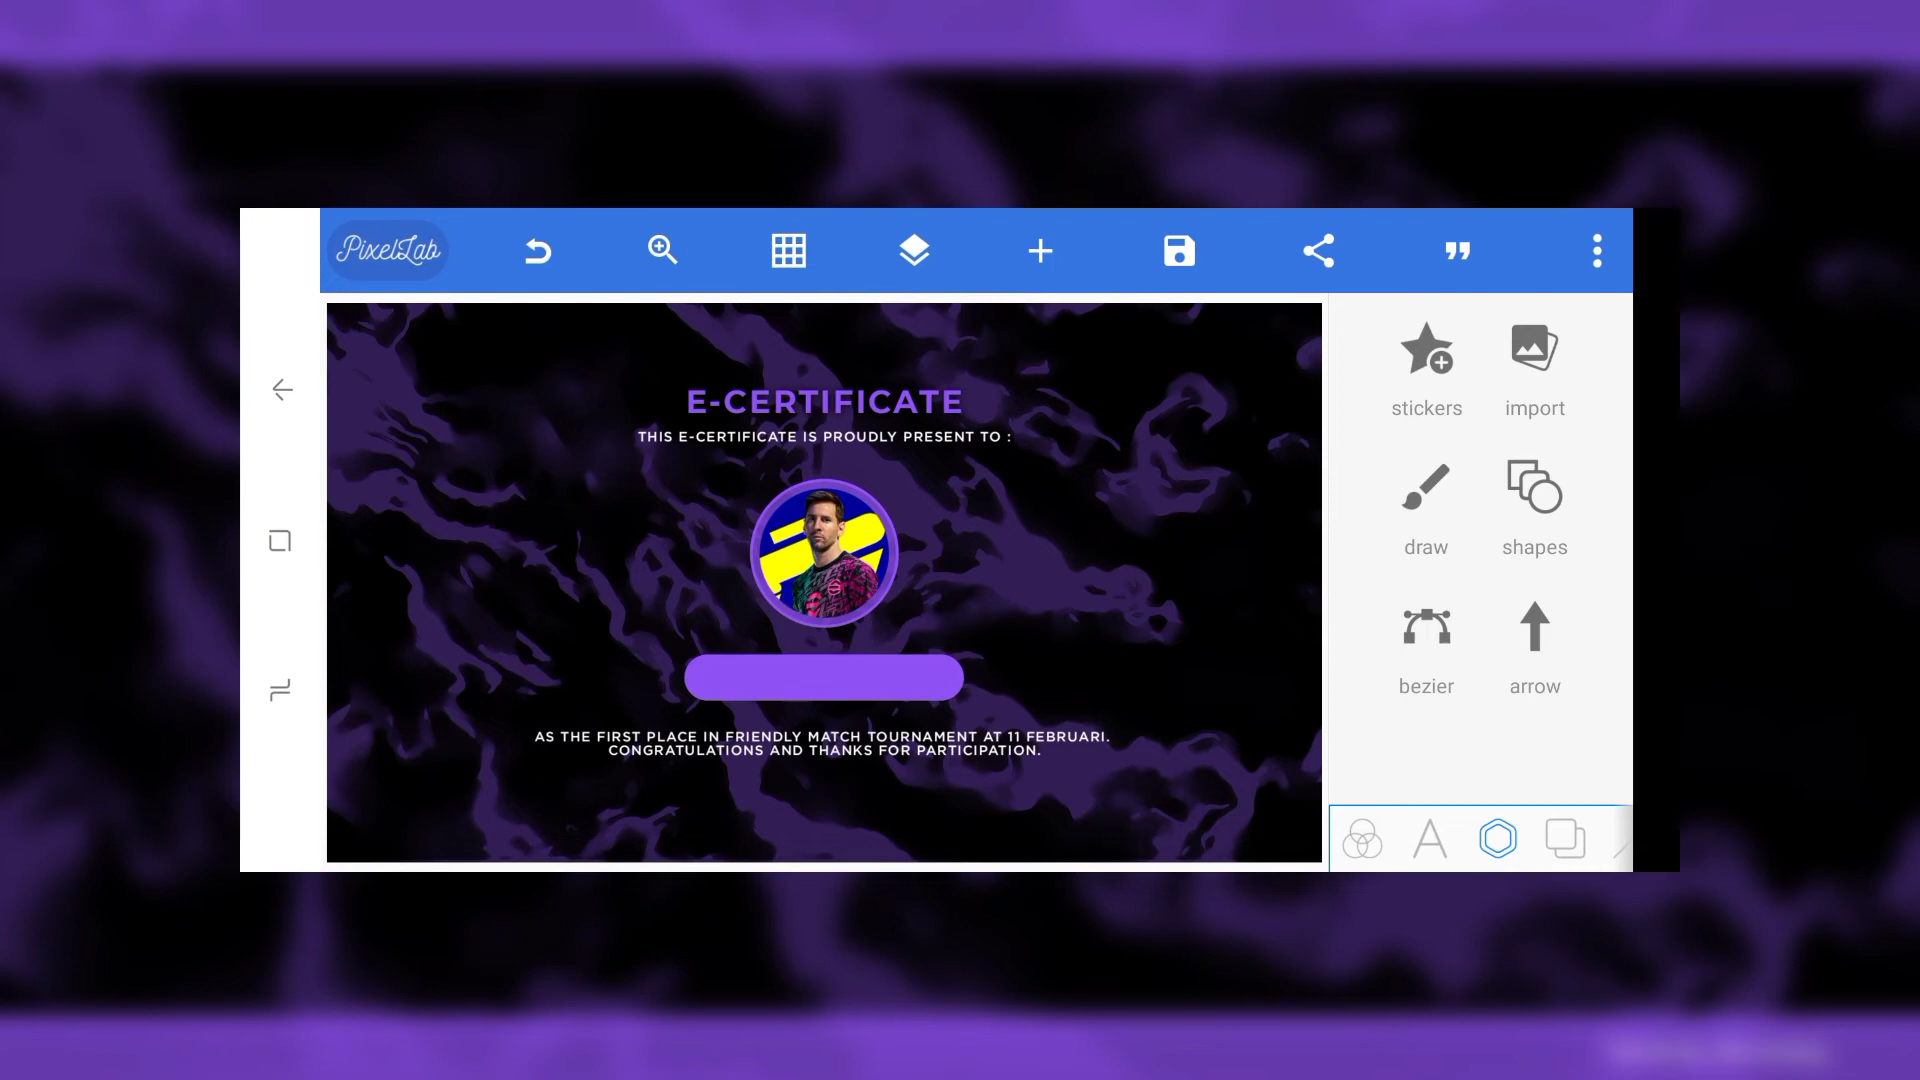 PixelLab
E-CERTIFICATE
THIS E-CERTIFICATE IS PROUDLY PRESENT TO :
AS THE FIRST PLACE IN FRIENDLY MATCH TOURNAMENT AT 11 FEBRUARI.
CONGRATULATIONS AND THANKS FOR PARTICIPATION.
stickers
import
draw
shapes
bezier
arrow